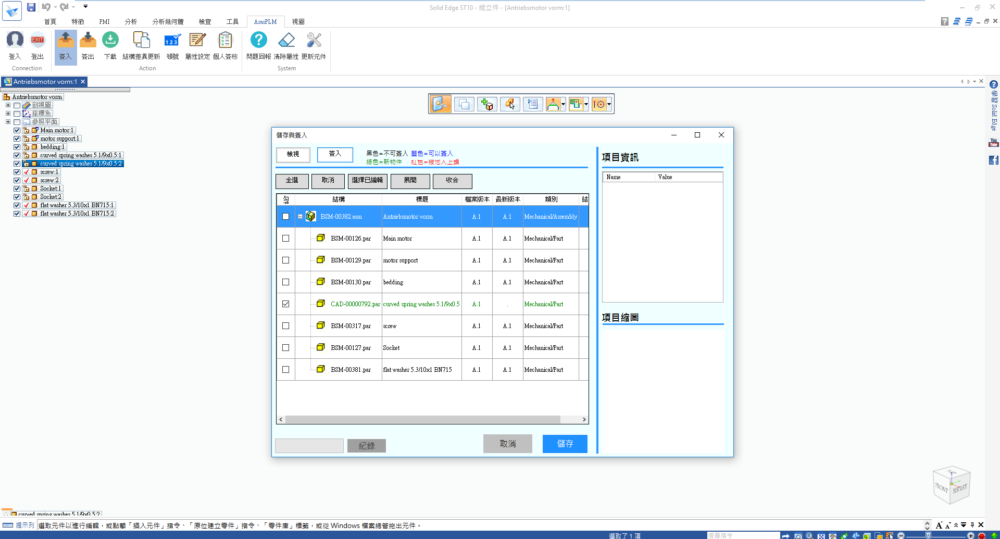 Solid Edge ST10 - 組立件 - [Antriebsmotor vorm:1]
首頁 特徵 PMI 分析 分析幾何體 檢查 工具 ArasPLM 視圖
EXIT 123
登入 登出 簽入 簽出 下載 結構差異更新 領號 屬性設定 個人簽核 問題回報 清除屬性 更新元件
Connection Action System
Antriebsmotor vorm:1
Antriebsmotor vorm
剖視圖
座標系
參照平面
Main motor:1
motor support:1
bedding:1
curved spring washes 5.1/9x0.5:1
curved spring washes 5.1/9x0.5:2
screw:1
screw:2
Socket:1
Socket:2
flat washer 5.3/10x1 BN715:1
flat washer 5.3/10x1 BN715:2
學習 Solid Edge
You Tube
儲存與簽入
檢視 簽入 黑色=不可簽入 藍色=可以簽入
綠色=新物件 紅色=被他人上鎖
全選 取消 選擇已編輯 展開 收合
勾 結構 標題 檔案版本 最新版本 類別 結
BSM-00382.asm Antriebsmotor vorm A.1 A.1 Mechanical/Assembly
BSM-00126.par Main motor A.1 A.1 Mechanical/Part
BSM-00129.par motor support A.1 A.1 Mechanical/Part
BSM-00130.par bedding A.1 A.1 Mechanical/Part
CAD-00000792.par curved spring washes 5.1/9x0.5 A.1 . Mechanical/Part
BSM-00317.par screw A.1 A.1 Mechanical/Part
BSM-00127.par Socket A.1 A.1 Mechanical/Part
BSM-00381.par flat washer 5.3/10x1 BN715 A.1 A.1 Mechanical/Part
紀錄 取消 儲存
項目資訊
Name Value
項目縮圖
FRONT RIGHT
curved spring washes 5.1/9x0.5:2
提示列 選取元件以進行編輯，或點擊「插入元件」指令、「原位建立零件」指令、「零件庫」標籤，或從 Windows 檔案總管拖出元件。
選取了 1 項 搜尋指令